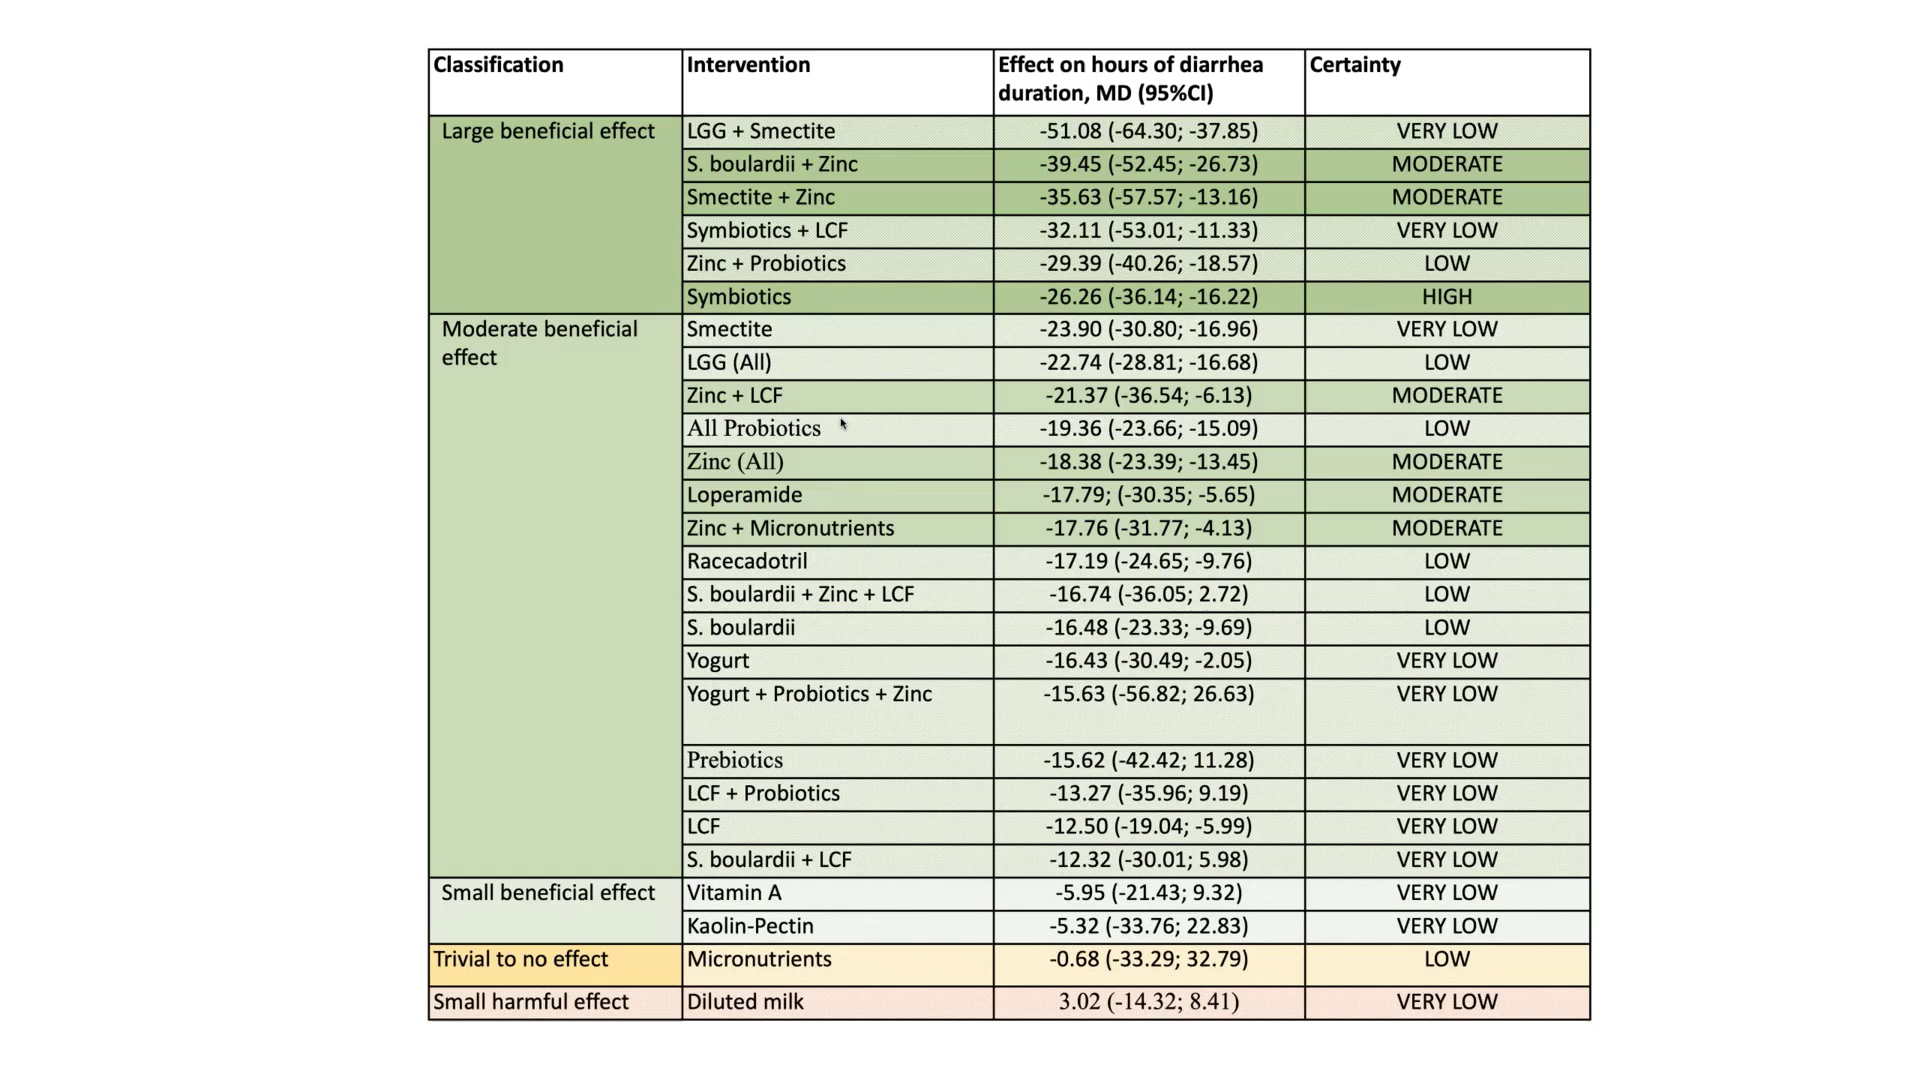 Classification Intervention Effect on hours of diarrhea duration, MD (95%CI) Certainty
Large beneficial effect LGG + Smectite -51.08 (-64.30; -37.85) VERY LOW
S. boulardii + Zinc -39.45 (-52.45; -26.73) MODERATE
Smectite + Zinc -35.63 (-57.57; -13.16) MODERATE
Symbiotics + LCF -32.11 (-53.01; -11.33) VERY LOW
Zinc + Probiotics -29.39 (-40.26; -18.57) LOW
Symbiotics -26.26 (-36.14; -16.22) HIGH
Moderate beneficial effect Smectite -23.90 (-30.80; -16.96) VERY LOW
LGG (All) -22.74 (-28.81; -16.68) LOW
Zinc + LCF -21.37 (-36.54; -6.13) MODERATE
All Probiotics -19.36 (-23.66; -15.09) LOW
Zinc (All) -18.38 (-23.39; -13.45) MODERATE
Loperamide -17.79; (-30.35; -5.65) MODERATE
Zinc + Micronutrients -17.76 (-31.77; -4.13) MODERATE
Racecadotril -17.19 (-24.65; -9.76) LOW
S. boulardii + Zinc + LCF -16.74 (-36.05; 2.72) LOW
S. boulardii -16.48 (-23.33; -9.69) LOW
Yogurt -16.43 (-30.49; -2.05) VERY LOW
Yogurt + Probiotics + Zinc -15.63 (-56.82; 26.63) VERY LOW
Prebiotics -15.62 (-42.42; 11.28) VERY LOW
LCF + Probiotics -13.27 (-35.96; 9.19) VERY LOW
LCF -12.50 (-19.04; -5.99) VERY LOW
S. boulardii + LCF -12.32 (-30.01; 5.98) VERY LOW
Small beneficial effect Vitamin A -5.95 (-21.43; 9.32) VERY LOW
Kaolin-Pectin -5.32 (-33.76; 22.83) VERY LOW
Trivial to no effect Micronutrients -0.68 (-33.29; 32.79) LOW
Small harmful effect Diluted milk 3.02 (-14.32; 8.41) VERY LOW